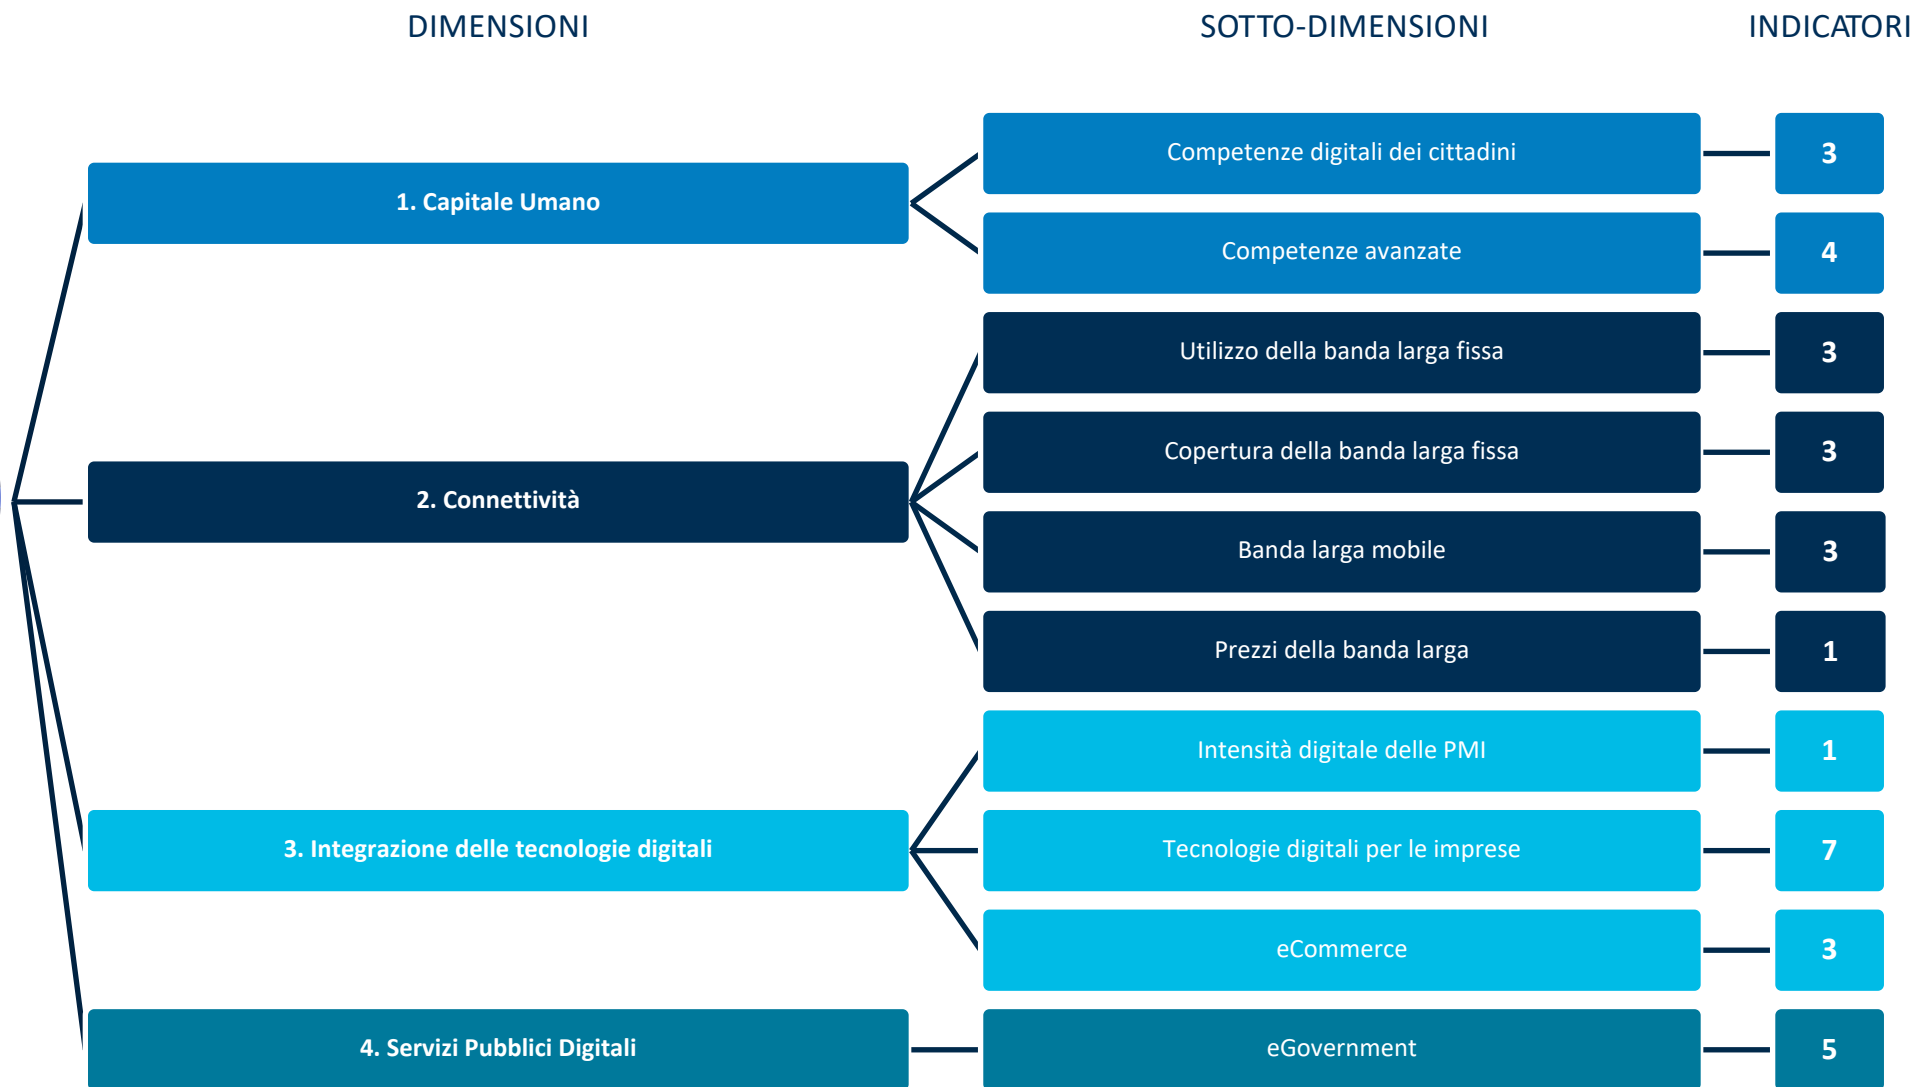 DIMENSIONI
SOTTO-DIMENSIONI
INDICATORI
1. Capitale Umano
Competenze digitali dei cittadini
3
Competenze avanzate
4
2. Connettività
Utilizzo della banda larga fissa
3
Copertura della banda larga fissa
3
Banda larga mobile
3
Prezzi della banda larga
1
3. Integrazione delle tecnologie digitali
Intensità digitale delle PMI
1
Tecnologie digitali per le imprese
7
eCommerce
3
4. Servizi Pubblici Digitali
eGovernment
5